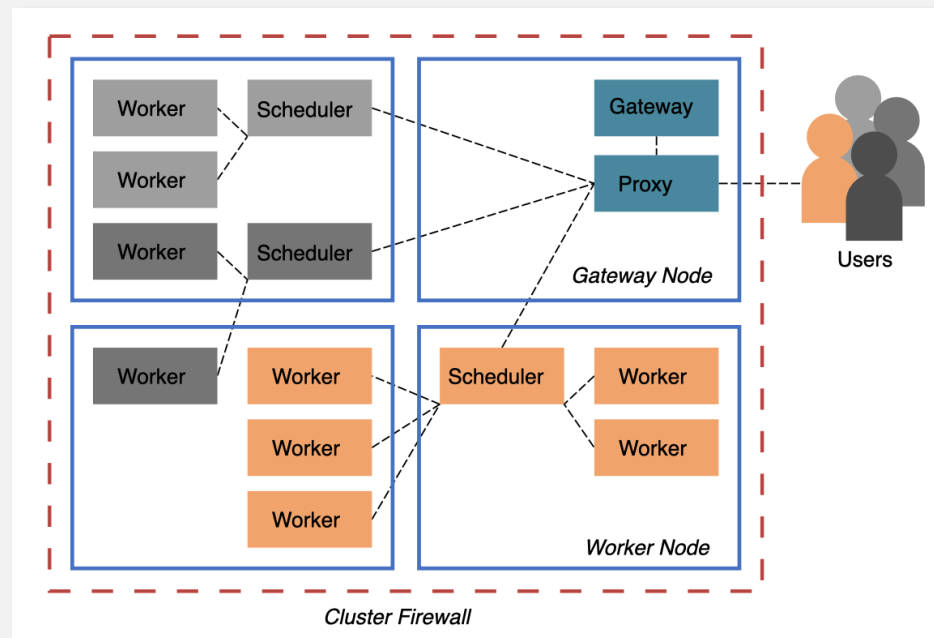 Worker
Scheduler
Worker
Worker
Scheduler
Gateway
Proxy
Gateway Node
Users
Worker
Worker
Worker
Worker
Scheduler
Worker
Worker
Worker Node
Cluster Firewall